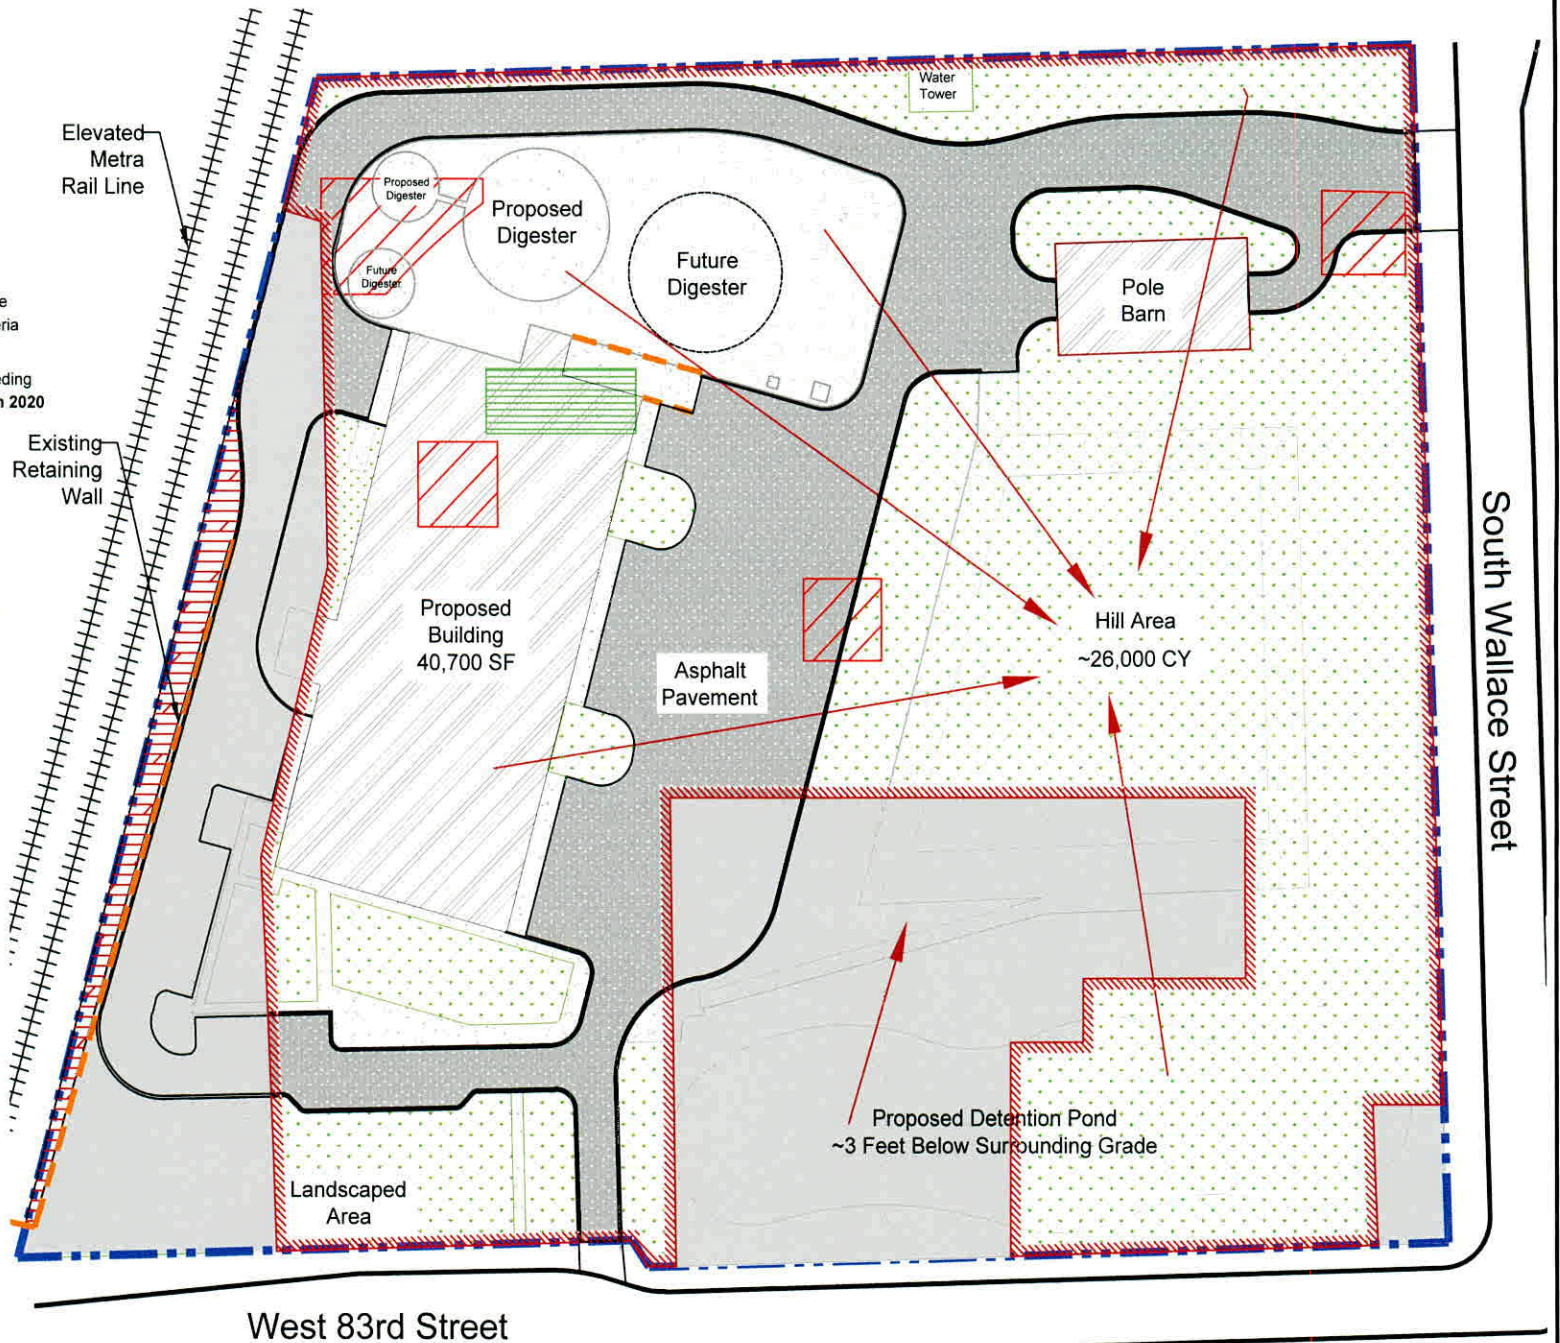 Water
Tower
Elevated
Metra
Rail Line
Proposed
Digester
Proposed
Digester
Future
Digester
Future
Digester
Pole
Barn
eding
2020
Existing
Retaining
Wall
Proposed
Building
40,700 SF
Asphalt
Pavement
Hill Area
~26,000 CY
South Wallace Street
Proposed Detention Pond
~3 Feet Below Surrounding Grade
Landscaped
Area
West 83rd Street